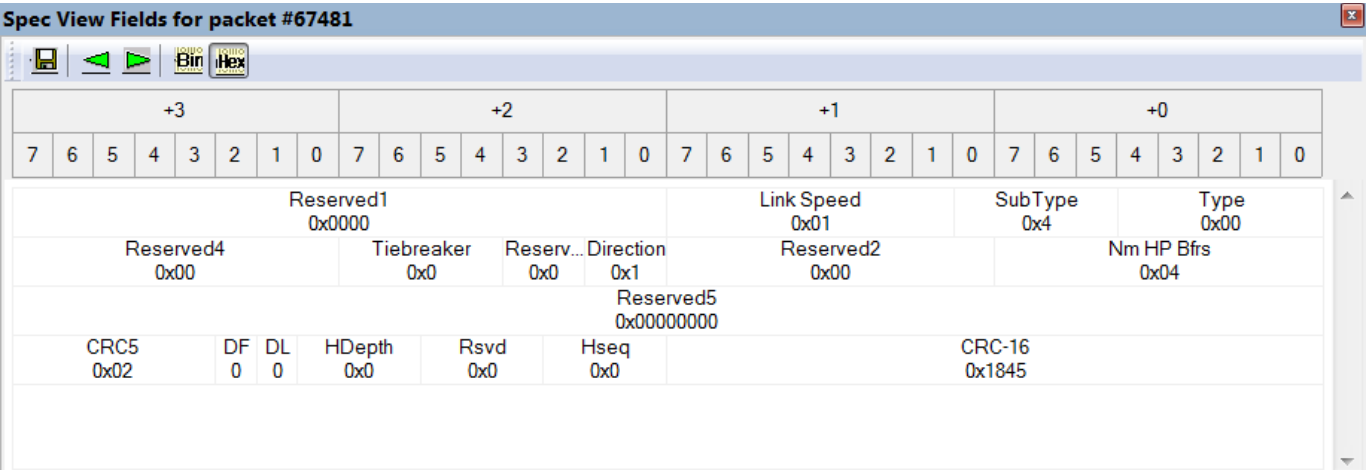 Spec View Fields for packet #67481
Bin Hex
+3 +2 +1 +0
7 6 5 4 3 2 1 0 7 6 5 4 3 2 1 0 7 6 5 4 3 2 1 0 7 6 5 4 3 2 1 0
Reserved1 Link Speed SubType Type
0x0000 0x01 0x4 0x00
Reserved4 Tiebreaker Reserv... Direction Reserved2 Nm HP Bfrs
0x00 0x0 0x0 0x1 0x00 0x04
Reserved5
0x00000000
CRC5 DF DL HDepth Rsvd Hseq CRC-16
0x02 0 0 0x0 0x0 0x0 0x1845